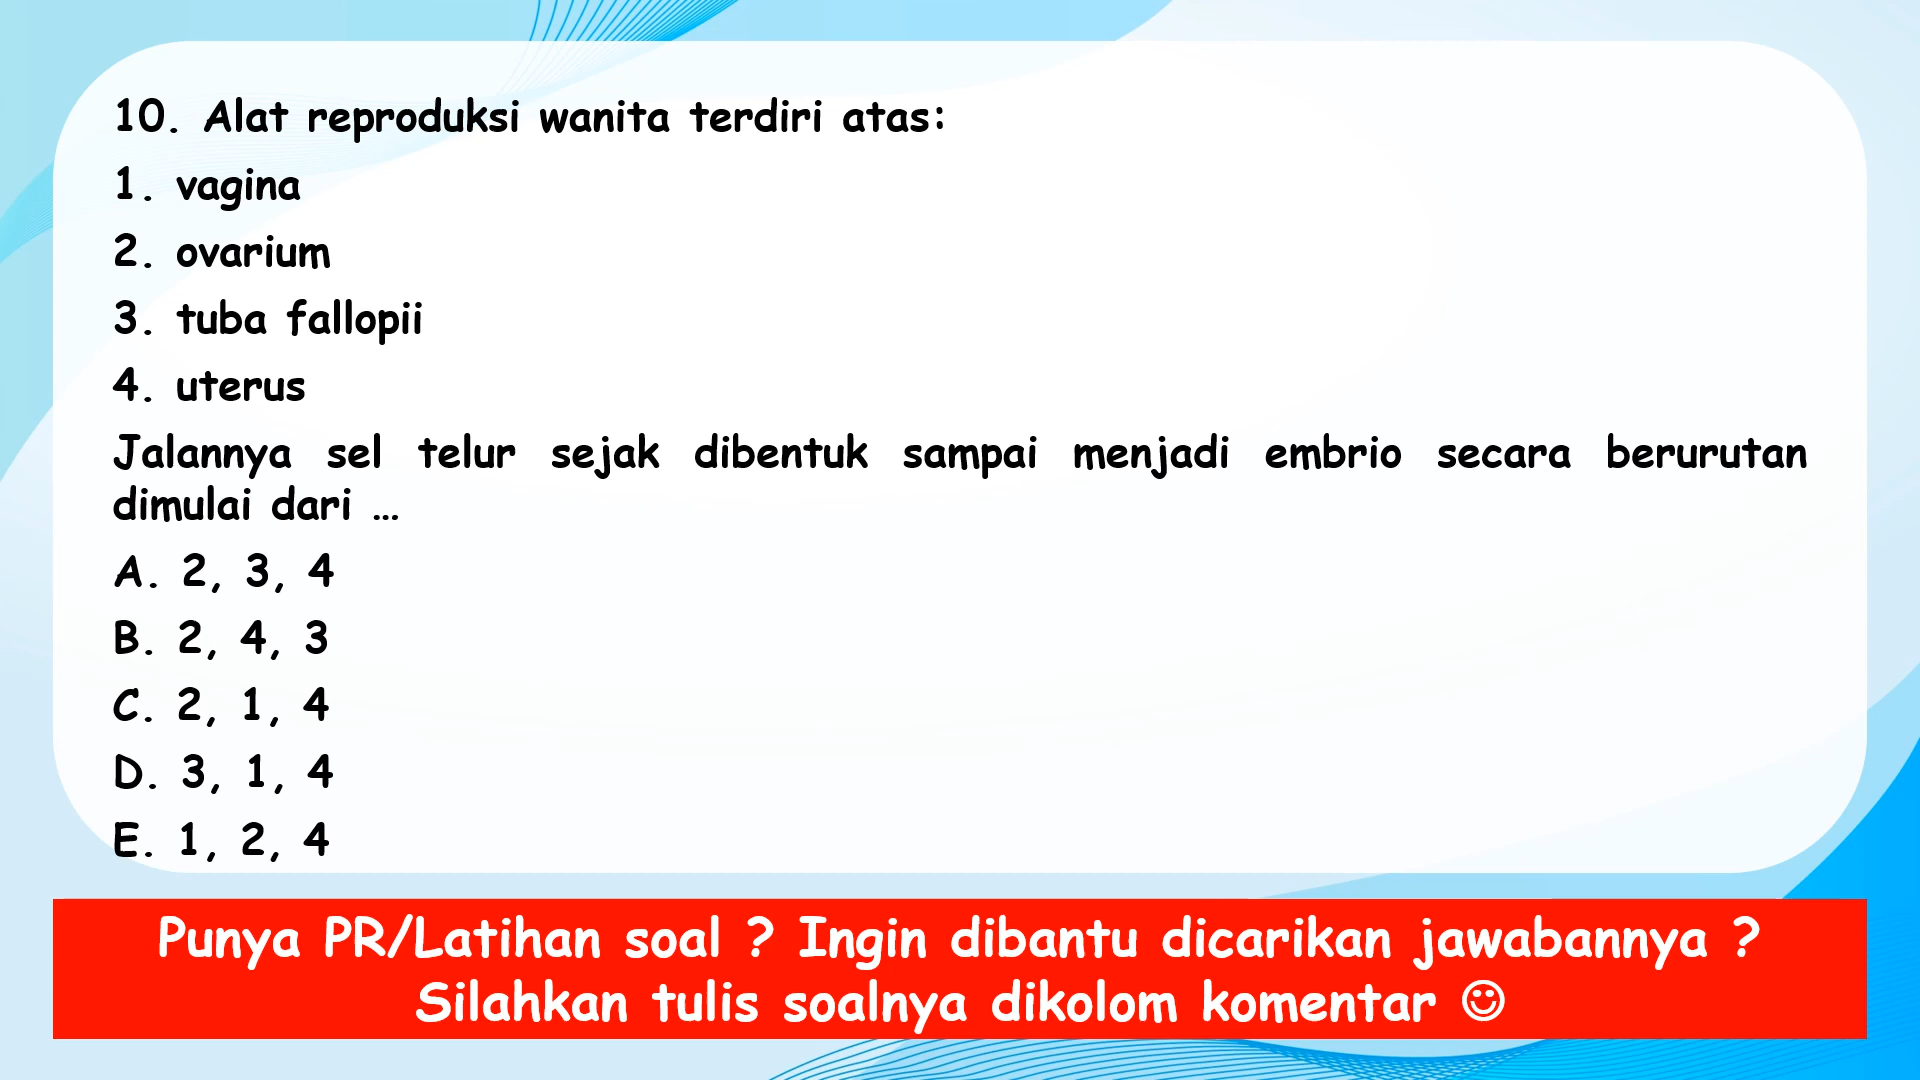 10. Alat reproduksi wanita terdiri atas:
1. vagina
2. ovarium
3. tuba fallopii
4. uterus
Jalannya sel telur sejak dibentuk sampai menjadi embrio secara berurutan
dimulai dari …
A. 2, 3, 4
B. 2, 4, 3
C. 2, 1, 4
D. 3, 1, 4
E. 1, 2, 4
Punya PR/Latihan soal ? Ingin dibantu dicarikan jawabannya ?
Silahkan tulis soalnya dikolom komentar ☺